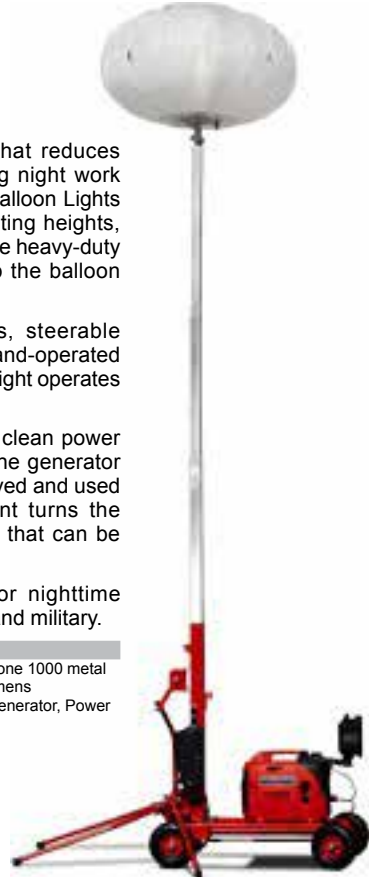 hat reduces
g night work
alloon Lights
ting heights,
e heavy-duty
o the balloon
s, steerable
and-operated
ight operates
clean power
he generator
ved and used
nt turns the
that can be
or nighttime
and military.
one 1000 metal
mens
enerator, Power